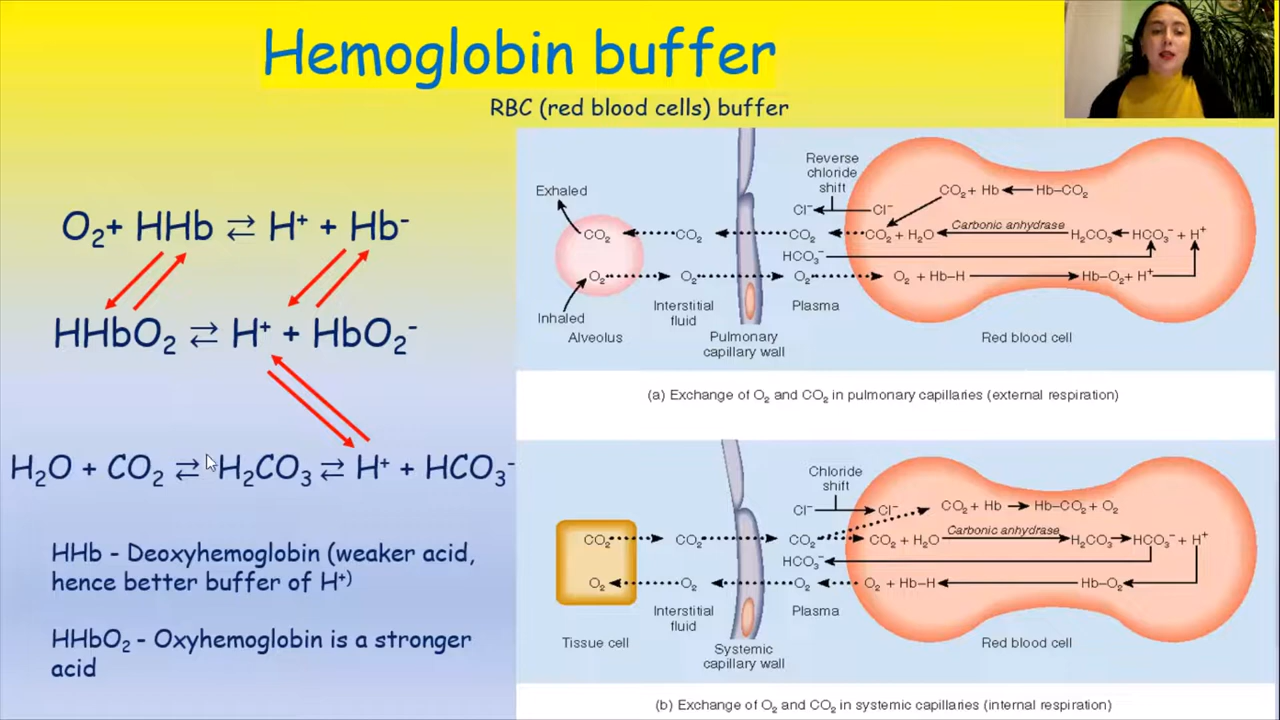 Hemoglobin buffer
RBC (red blood cells) buffer
O₂+ HHb ⇄ H⁺ + Hb⁻
HHbO₂ ⇄ H⁺ + HbO₂⁻
H₂O + CO₂ ⇄ H₂CO₃ ⇄ H⁺ + HCO₃⁻
HHb - Deoxyhemoglobin (weaker acid,
hence better buffer of H⁺⁾
HHbO₂ - Oxyhemoglobin is a stronger
acid
Reverse
chloride
shift
Exhaled
CO₂ + Hb Hb–CO₂
Cl⁻ Cl⁻
Carbonic anhydrase
CO₂ CO₂ CO₂ CO₂ + H₂O H₂CO₃ HCO₃⁻ + H⁺
HCO₃⁻
O₂ O₂ O₂ O₂ + Hb–H Hb–O₂ + H⁺
Inhaled
Interstitial
fluid
Plasma
Alveolus
Pulmonary
capillary wall
Red blood cell
(a) Exchange of O₂ and CO₂ in pulmonary capillaries (external respiration)
Chloride
shift
Cl⁻ Cl⁻
CO₂ + Hb Hb–CO₂ + O₂
Carbonic anhydrase
CO₂ CO₂ CO₂ CO₂ + H₂O H₂CO₃ HCO₃⁻ + H⁺
HCO₃⁻
O₂ O₂ O₂ O₂ + Hb–H Hb–O₂
Interstitial
fluid
Plasma
Tissue cell
Systemic
capillary wall
Red blood cell
(b) Exchange of O₂ and CO₂ in systemic capillaries (internal respiration)